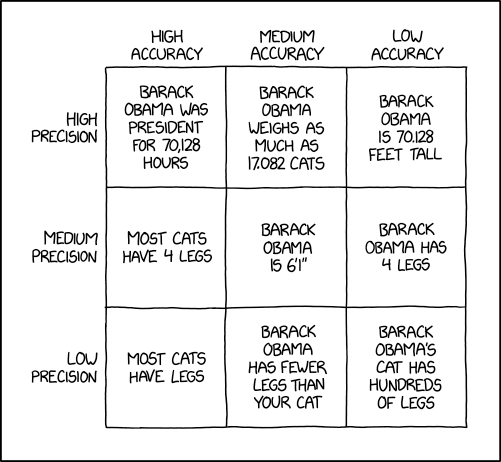 HIGH
ACCURACY
MEDIUM
ACCURACY
LOW
ACCURACY
HIGH
PRECISION
BARACK
OBAMA WAS
PRESIDENT
FOR 70,128
HOURS
BARACK
OBAMA
WEIGHS AS
MUCH AS
17.082 CATS
BARACK
OBAMA
IS 70.128
FEET TALL
MEDIUM
PRECISION
MOST CATS
HAVE 4 LEGS
BARACK
OBAMA
IS 6'1"
BARACK
OBAMA HAS
4 LEGS
LOW
PRECISION
MOST CATS
HAVE LEGS
BARACK
OBAMA
HAS FEWER
LEGS THAN
YOUR CAT
BARACK
OBAMA'S
CAT HAS
HUNDREDS
OF LEGS